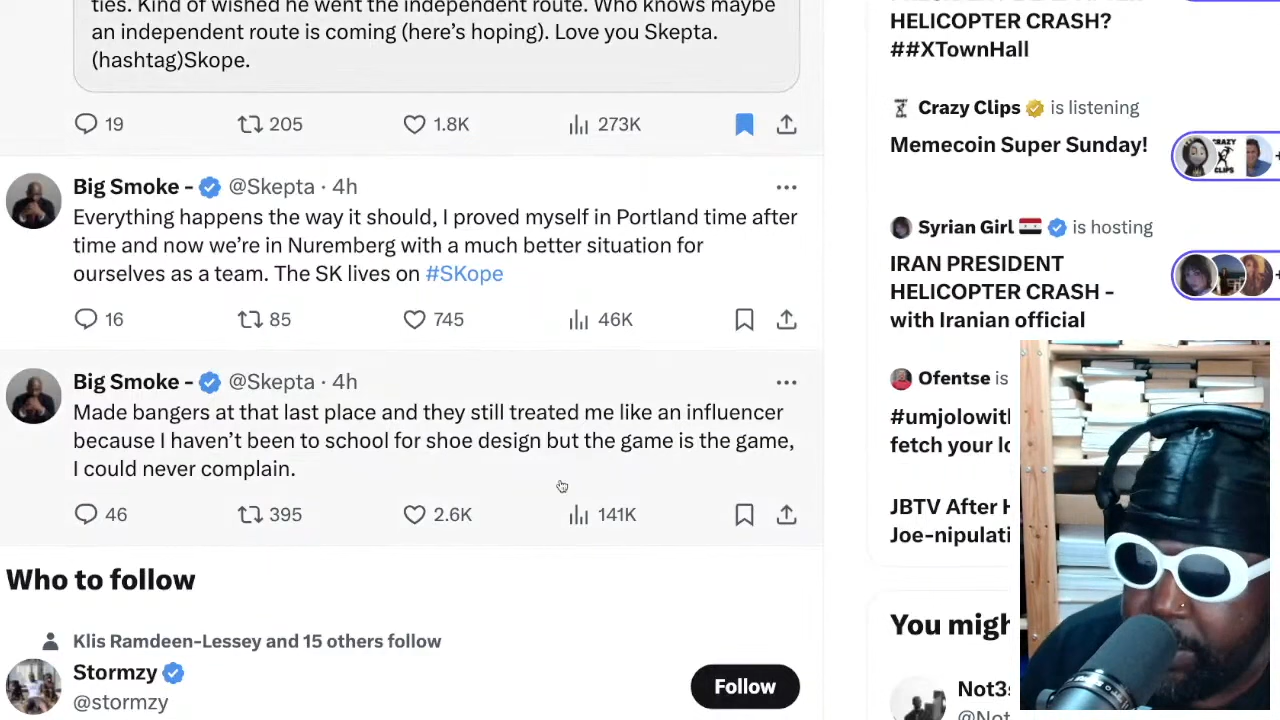 ties. Kind of wished he went the independent route. Who knows maybe
an independent route is coming (here's hoping). Love you Skepta.
(hashtag)Skope.
19
205
1.8K
273K
Big Smoke - @Skepta · 4h
Everything happens the way it should, I proved myself in Portland time after
time and now we're in Nuremberg with a much better situation for
ourselves as a team. The SK lives on #SKope
16
85
745
46K
Big Smoke - @Skepta · 4h
Made bangers at that last place and they still treated me like an influencer
because I haven't been to school for shoe design but the game is the game,
I could never complain.
46
395
2.6K
141K
Who to follow
Klis Ramdeen-Lessey and 15 others follow
Stormzy
@stormzy
Follow
HELICOPTER CRASH?
##XTownHall
Crazy Clips is listening
Memecoin Super Sunday!
CRAZY
CLIPS
Syrian Girl is hosting
IRAN PRESIDENT
HELICOPTER CRASH -
with Iranian official
Ofentse is
#umjolowitl
fetch your lo
JBTV After H
Joe-nipulati
You migh
Not3
@Not